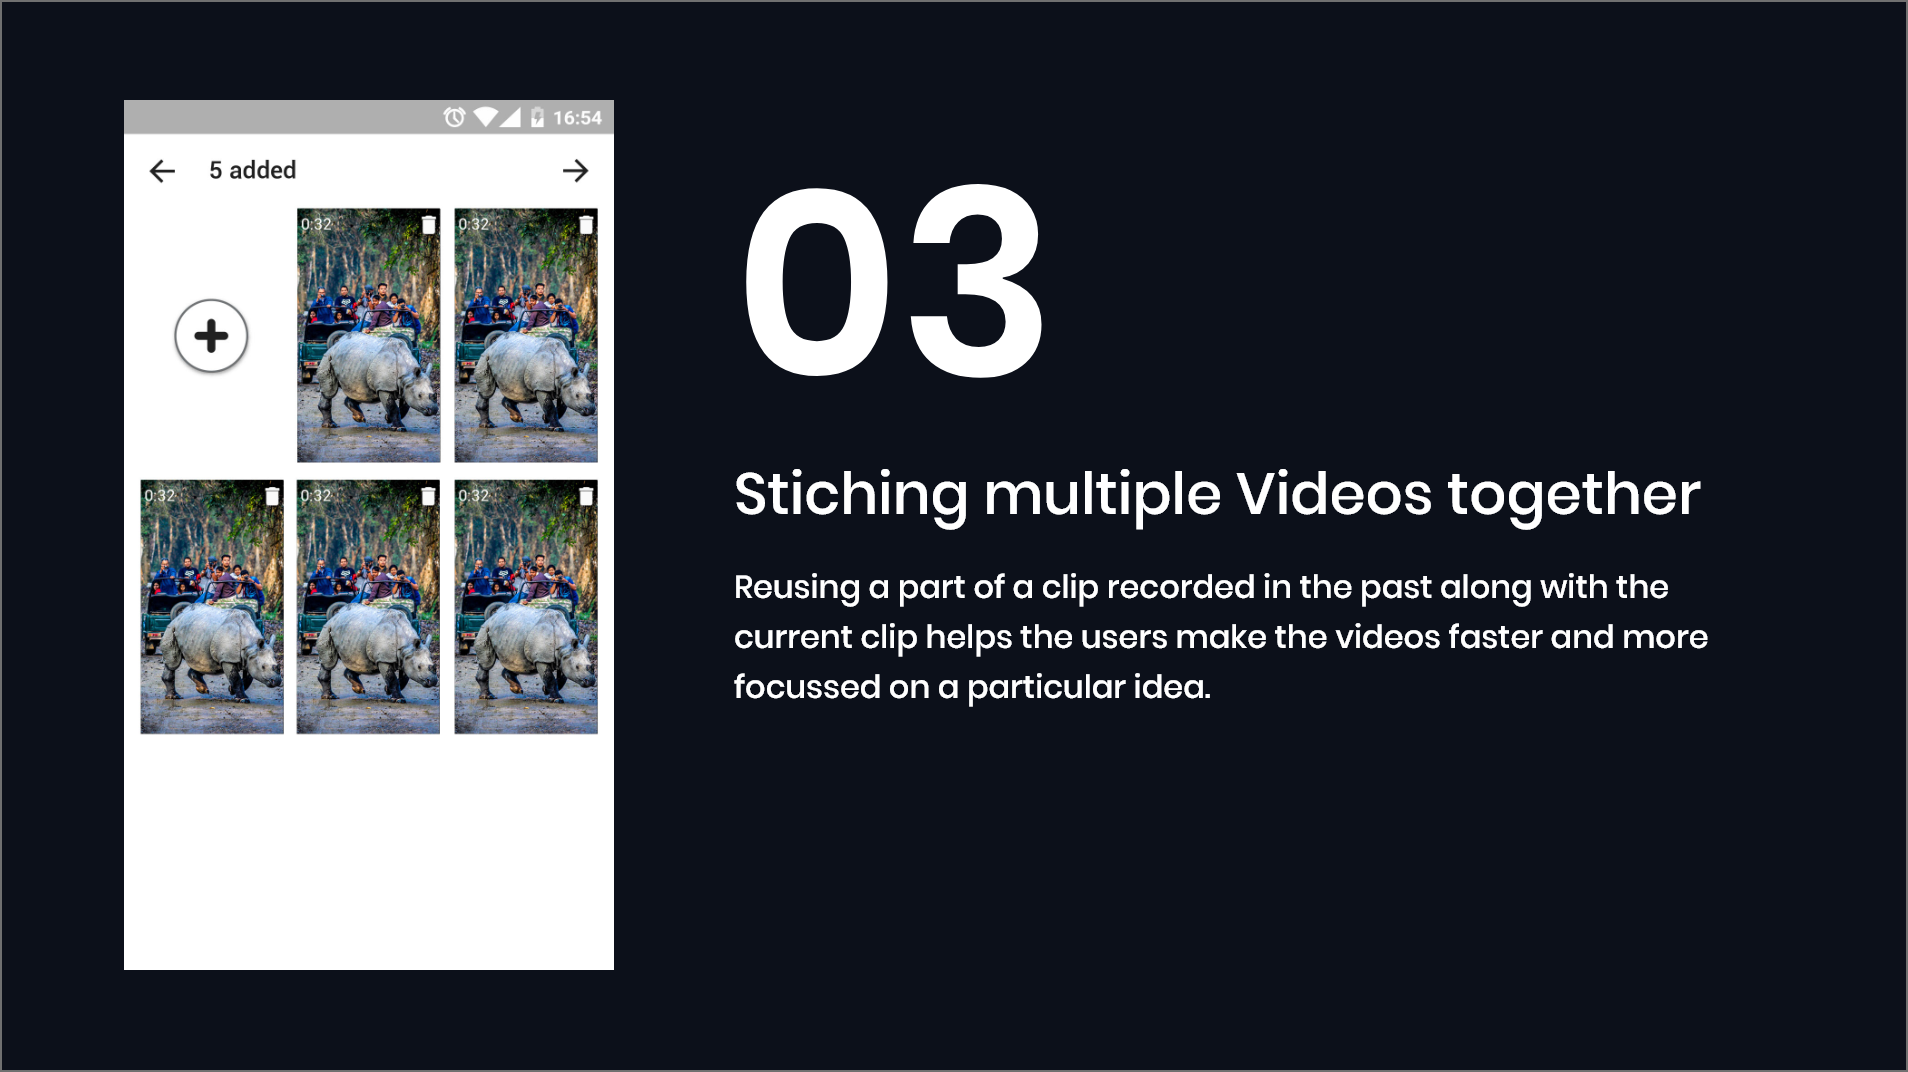 16:54
5 added
0:32
0:32
0:32
0:32
0:32
03
Stiching multiple Videos together
Reusing a part of a clip recorded in the past along with the
current clip helps the users make the videos faster and more
focussed on a particular idea.